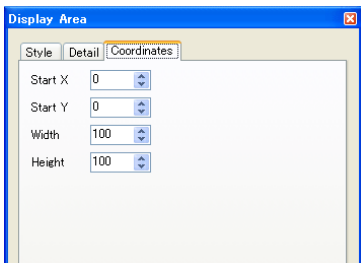 Display Area
Style Detail Coordinates
Start X 0
Start Y 0
Width 100
Height 100